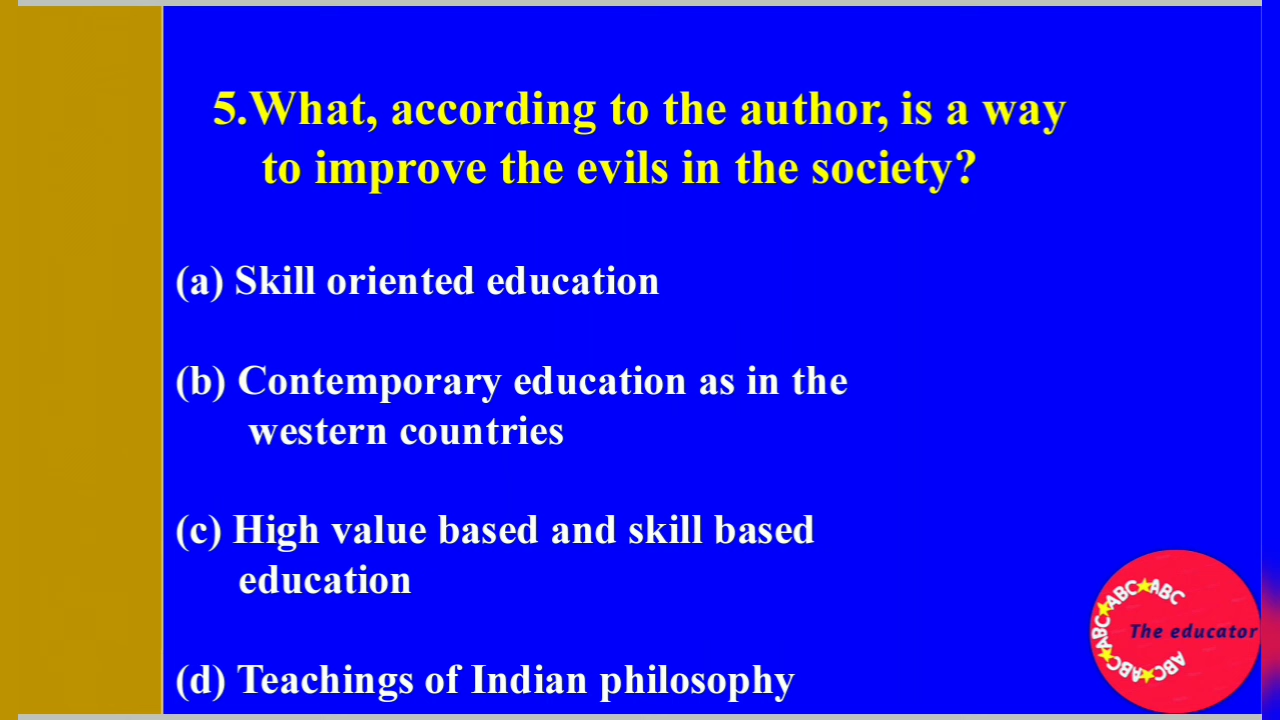 5.What, according to the author, is a way
to improve the evils in the society?
(a) Skill oriented education
(b) Contemporary education as in the
western countries
(c) High value based and skill based
education
(d) Teachings of Indian philosophy
ABC★ABC★ABC★ABC★ABC
The educator